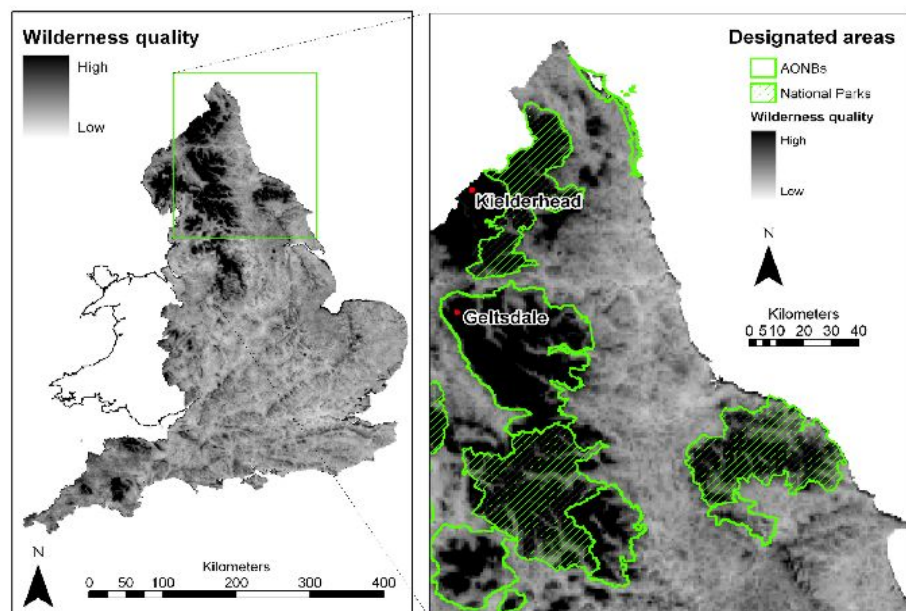 Wilderness quality
High
Low
N
Kilometers
0 50 100 200 300 400
Designated areas
AONBs
National Parks
Wilderness quality
High
Low
N
Kilometers
0 5 10 20 30 40
Kielderhead
Geltsdale